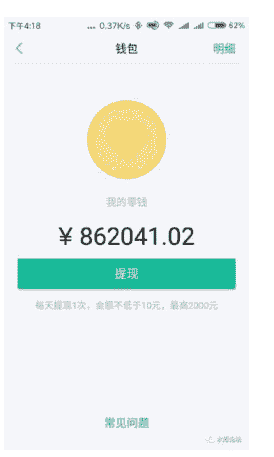 下午4:18 ... 0.37K/s 62%
钱包 明细
我的零钱
¥ 862041.02
提现
每天提现1次，金额不低于10元，最高2000元
常见问题